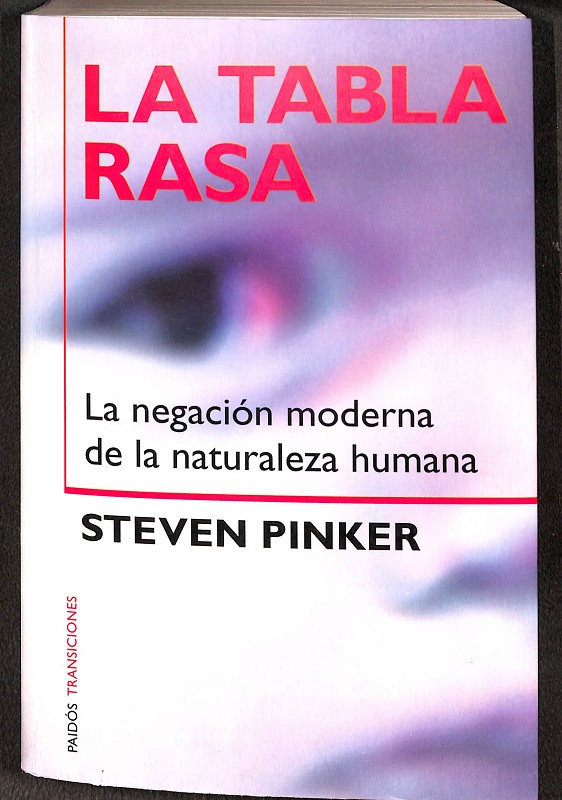 LA TABLA
RASA
La negación moderna
de la naturaleza humana
STEVEN PINKER
PAIDÓS TRANSICIONES